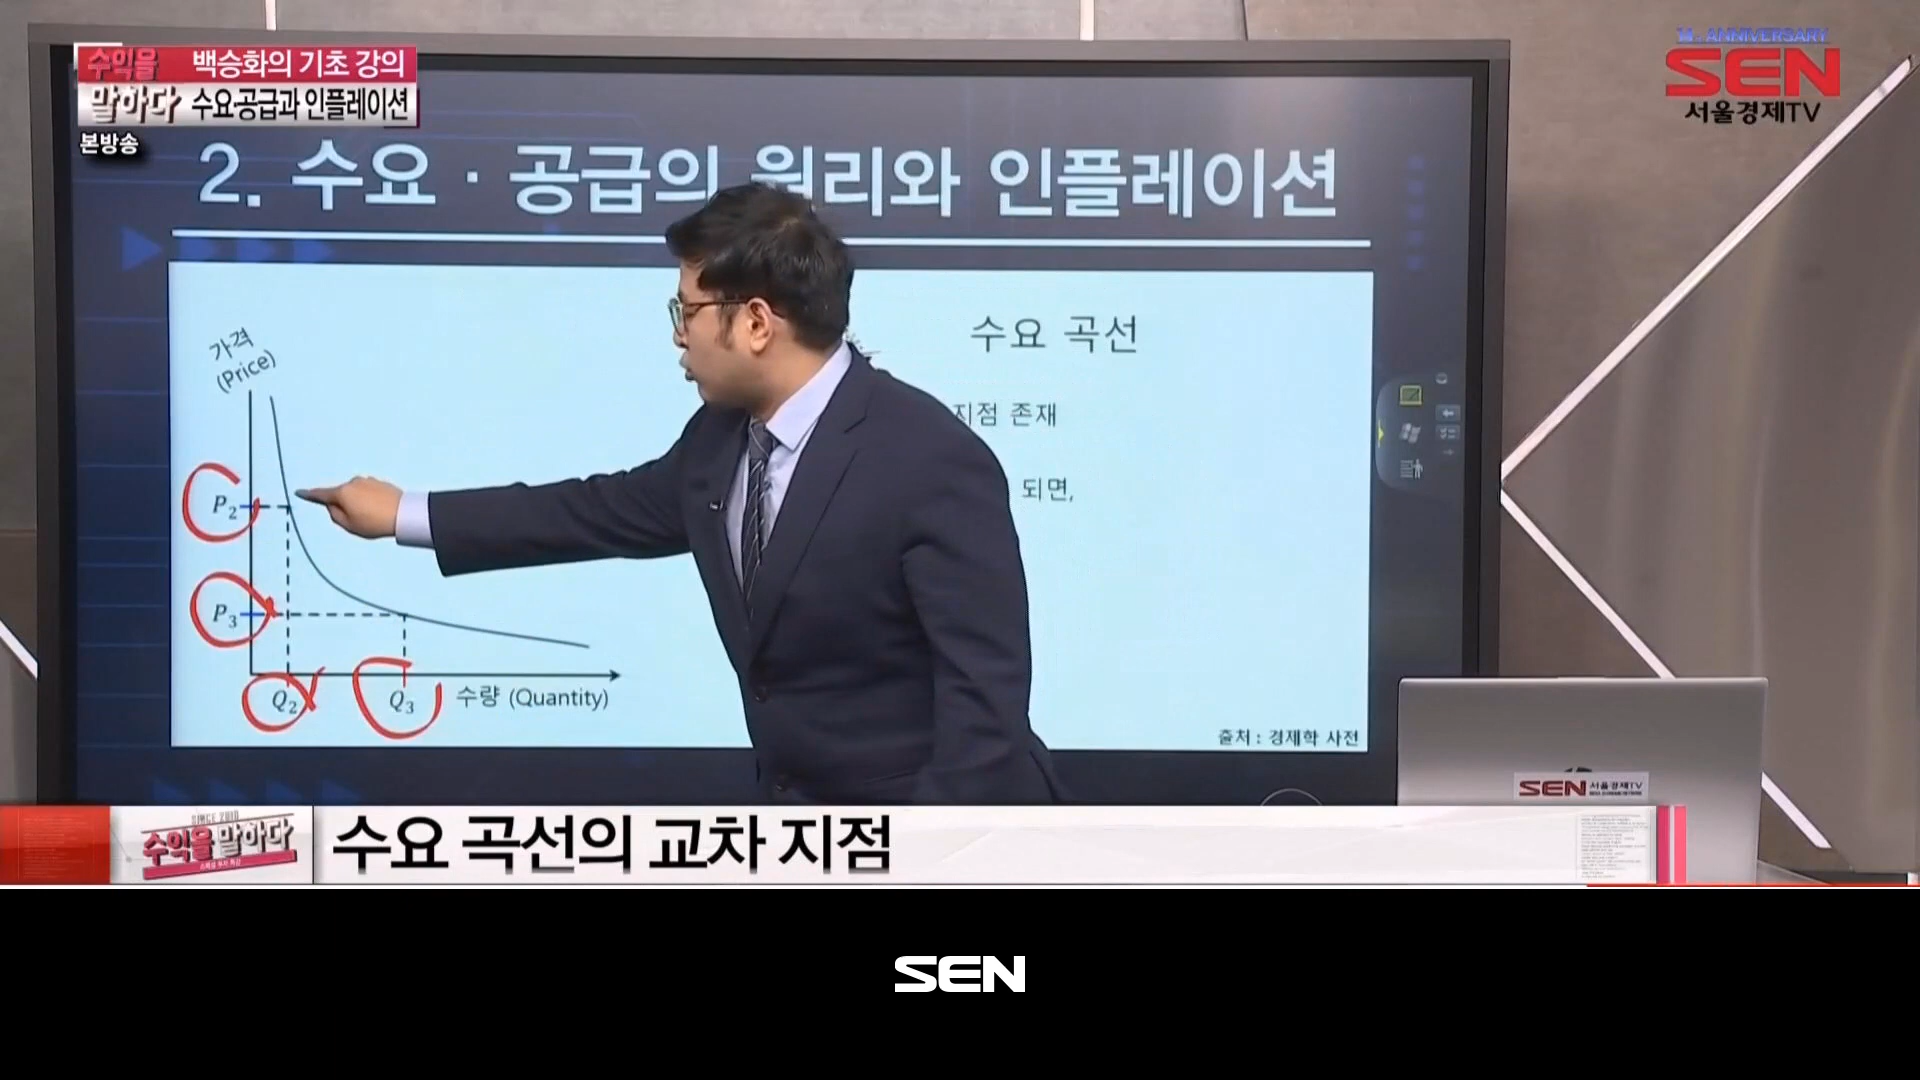 수익을 백승화의 기초 강의
말하다 수요·공급과 인플레이션
본방송
ANNIVERSARY
SEN
서울경제TV
2. 수요 · 공급의 원리와 인플레이션
수요 곡선
지점 존재
되면,
가격
(Price)
P2
P3
Q2
Q3
수량 (Quantity)
출처 : 경제학 사전
SEN 서울경제TV
수익을 말하다
수요 곡선의 교차 지점
SEN